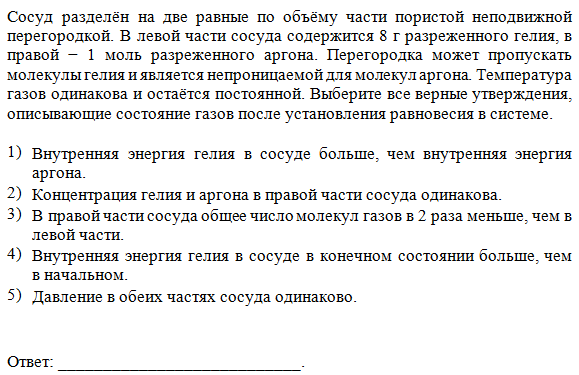 Сосуд разделён на две равные по объёму части пористой неподвижной
перегородкой. В левой части сосуда содержится 8 г разреженного гелия, в
правой – 1 моль разреженного аргона. Перегородка может пропускать
молекулы гелия и является непроницаемой для молекул аргона. Температура
газов одинакова и остаётся постоянной. Выберите все верные утверждения,
описывающие состояние газов после установления равновесия в системе.
1) Внутренняя энергия гелия в сосуде больше, чем внутренняя энергия
аргона.
2) Концентрация гелия и аргона в правой части сосуда одинакова.
3) В правой части сосуда общее число молекул газов в 2 раза меньше, чем в
левой части.
4) Внутренняя энергия гелия в сосуде в конечном состоянии больше, чем
в начальном.
5) Давление в обеих частях сосуда одинаково.
Ответ: ___________________________.